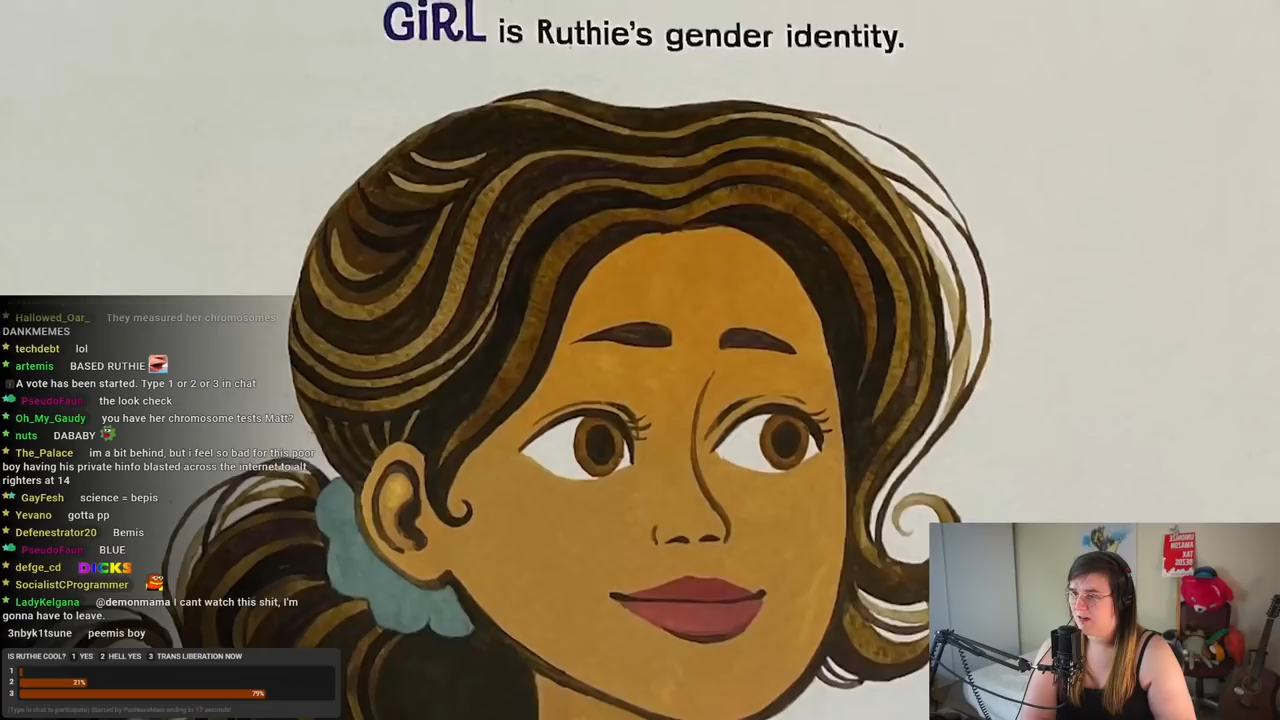 GiRL is Ruthie's gender identity.
Hallowed_Oar_ They measured her chromosomes
DANKMEMES
techdebt lol
artemis BASED RUTHIE
A vote has been started. Type 1 or 2 or 3 in chat
PseudoFaun the look check
Oh_My_Gaudy you have her chromosome tests Matt?
nuts DABABY
The_Palace im a bit behind, but i feel so bad for this poor
boy having his private hinfo blasted across the internet to alt
righters at 14
GayFesh science = bepis
Yevano gotta pp
Defenestrator20 Bemis
PseudoFaun BLUE
defge_cd DICKS
SocialistCProgrammer
LadyKelgana @demonmama I cant watch this shit, I'm
gonna have to leave.
3nbyk1tsune peemis boy
IS RUTHIE COOL? 1 YES 2 HELL YES 3 TRANS LIBERATION NOW
1
2 21%
3 79%